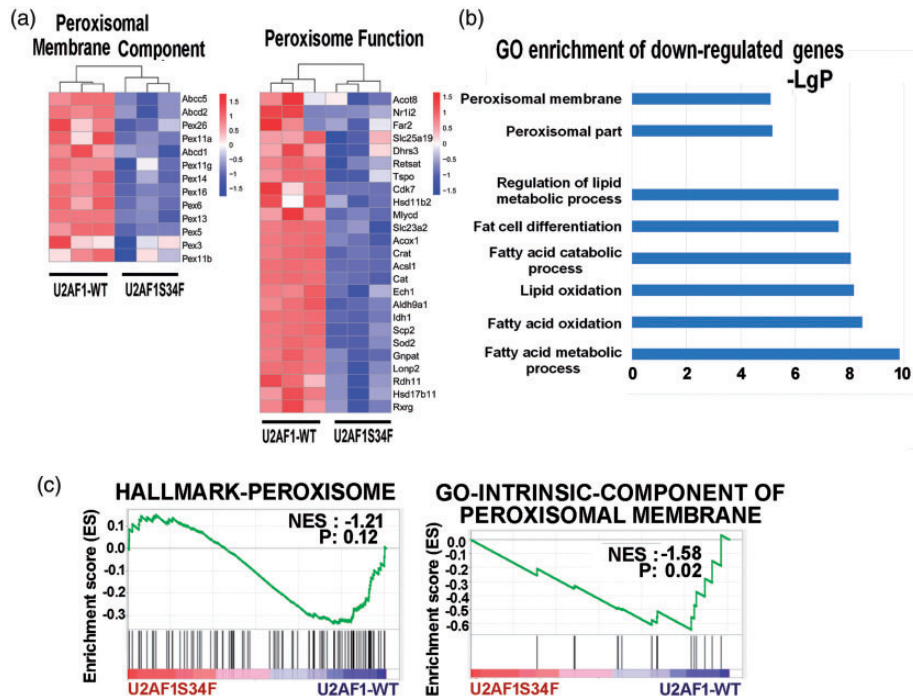 (a)
Peroxisomal
Membrane Component
1.5
1
0.5
0
−0.5
−1
−1.5
Abcc5
Abcd2
Pex26
Pex11a
Abcd1
Pex11g
Pex14
Pex16
Pex6
Pex13
Pex5
Pex3
Pex11b
U2AF1-WT U2AF1S34F
Peroxisome Function
1.5
1
0.5
0
−0.5
−1
−1.5
Acot8
Nr1i2
Far2
Slc25a19
Dhrs3
Retsat
Tspo
Cdk7
Hsd11b2
Mlycd
Slc23a2
Acox1
Crat
Acsl1
Cat
Ech1
Aldh9a1
Idh1
Scp2
Sod2
Gnpat
Lonp2
Rdh11
Hsd17b11
Rxrg
U2AF1-WT U2AF1S34F
(b)
GO enrichment of down-regulated genes
-LgP
Peroxisomal membrane
Peroxisomal part
Regulation of lipid
metabolic process
Fat cell differentiation
Fatty acid catabolic
process
Lipid oxidation
Fatty acid oxidation
Fatty acid metabolic
process
0 2 4 6 8 10
(c)
HALLMARK-PEROXISOME
NES : -1.21
P: 0.12
Enrichment score (ES)
0.1
0.0
-0.1
-0.2
-0.3
U2AF1S34F U2AF1-WT
GO-INTRINSIC-COMPONENT OF
PEROXISOMAL MEMBRANE
NES :-1.58
P: 0.02
Enrichment score (ES)
-0.0
-0.1
-0.2
-0.3
-0.4
-0.5
-0.6
U2AF1S34F U2AF1-WT